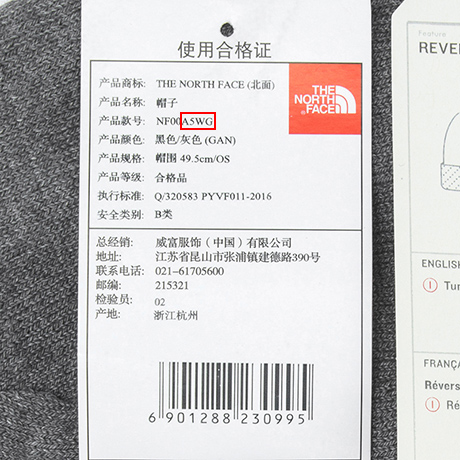 使用合格证
产品商标: THE NORTH FACE (北面)
产品名称: 帽子
产品款号: NF00A5WG
产品颜色: 黑色/灰色 (GAN)
产品规格: 帽围 49.5cm/OS
产品等级: 合格品
执行标准: Q/320583 PYVF011-2016
安全类别: B类
THE
NORTH
FACE
总经销: 威富服饰（中国）有限公司
地址: 江苏省昆山市张浦镇建德路390号
联系电话: 021-61705600
邮编: 215321
检验员: 02
产地: 浙江杭州
6 901288 230995
Feature
REVE
ENGLISH
1 Tur
FRANÇA
Révers
1 Ré